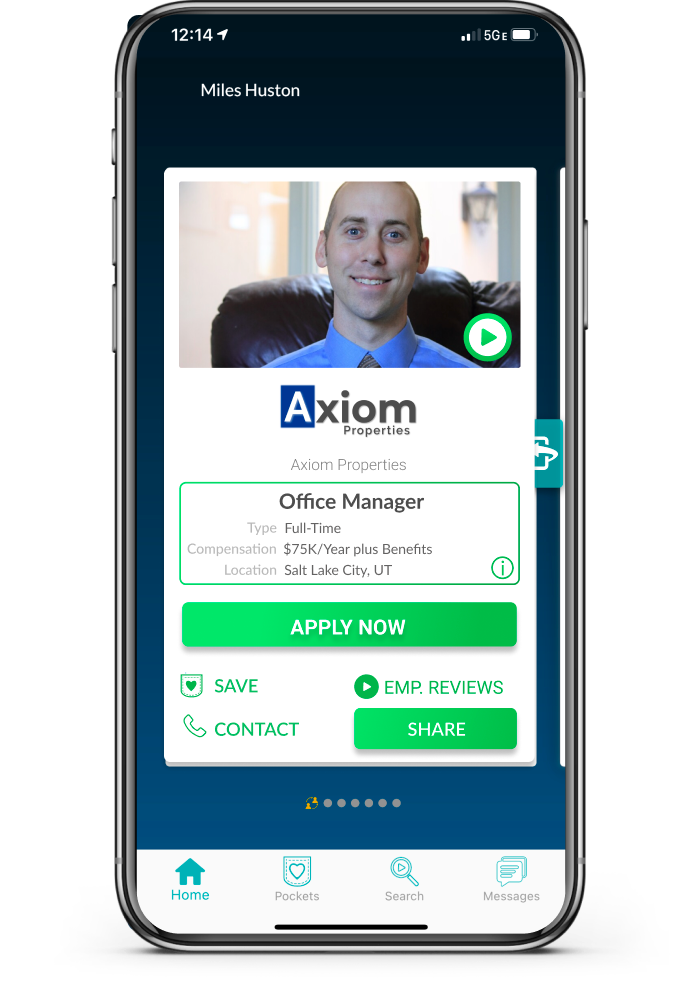 12:14
5GE
Miles Huston
Axiom
Properties
Axiom Properties
Office Manager
Type Full-Time
Compensation $75K/Year plus Benefits
Location Salt Lake City, UT
APPLY NOW
SAVE
EMP. REVIEWS
CONTACT
SHARE
Home
Pockets
Search
Messages